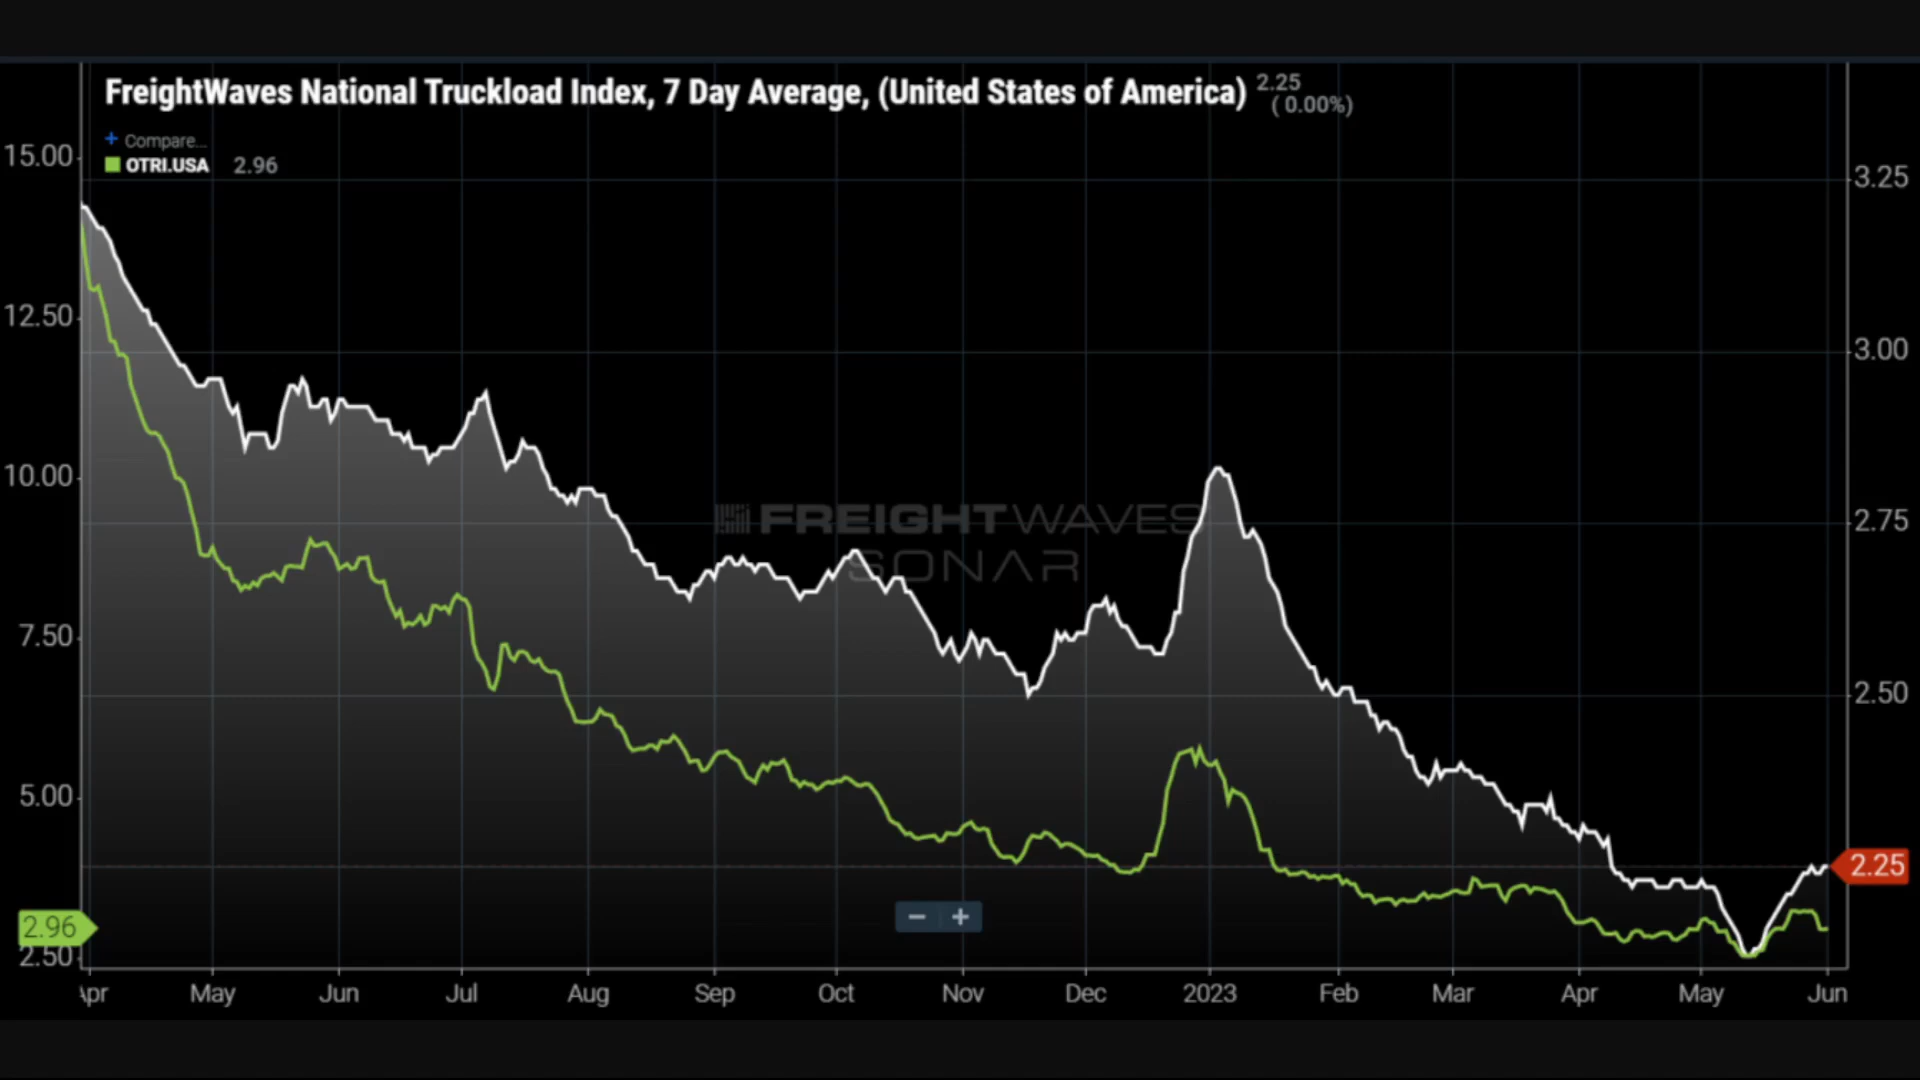 FreightWaves National Truckload Index, 7 Day Average, (United States of America) 2.25
( 0.00%)
+ Compare...
OTRI.USA 2.96
15.00
12.50
10.00
7.50
5.00
2.96
2.50
3.25
3.00
2.75
2.50
2.25
FREIGHTWAVES
SONAR
− +
Apr May Jun Jul Aug Sep Oct Nov Dec 2023 Feb Mar Apr May Jun